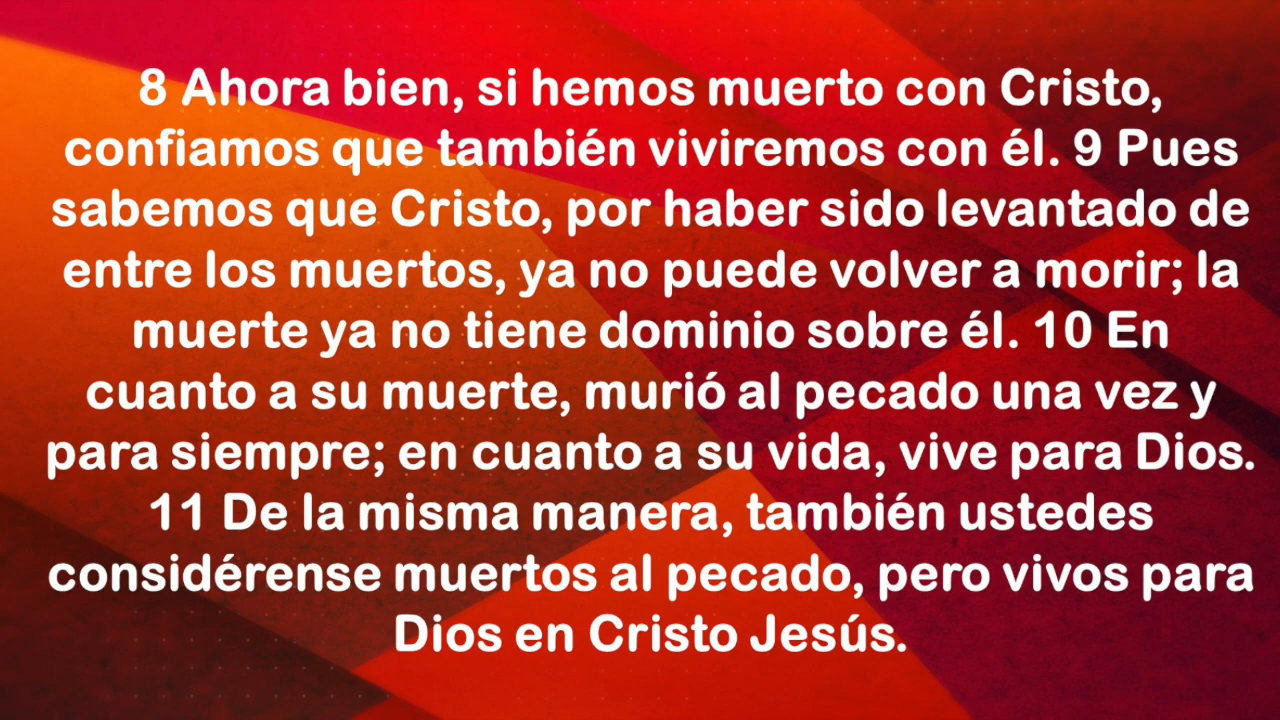 8 Ahora bien, si hemos muerto con Cristo,
confiamos que también viviremos con él. 9 Pues
sabemos que Cristo, por haber sido levantado de
entre los muertos, ya no puede volver a morir; la
muerte ya no tiene dominio sobre él. 10 En
cuanto a su muerte, murió al pecado una vez y
para siempre; en cuanto a su vida, vive para Dios.
11 De la misma manera, también ustedes
considérense muertos al pecado, pero vivos para
Dios en Cristo Jesús.